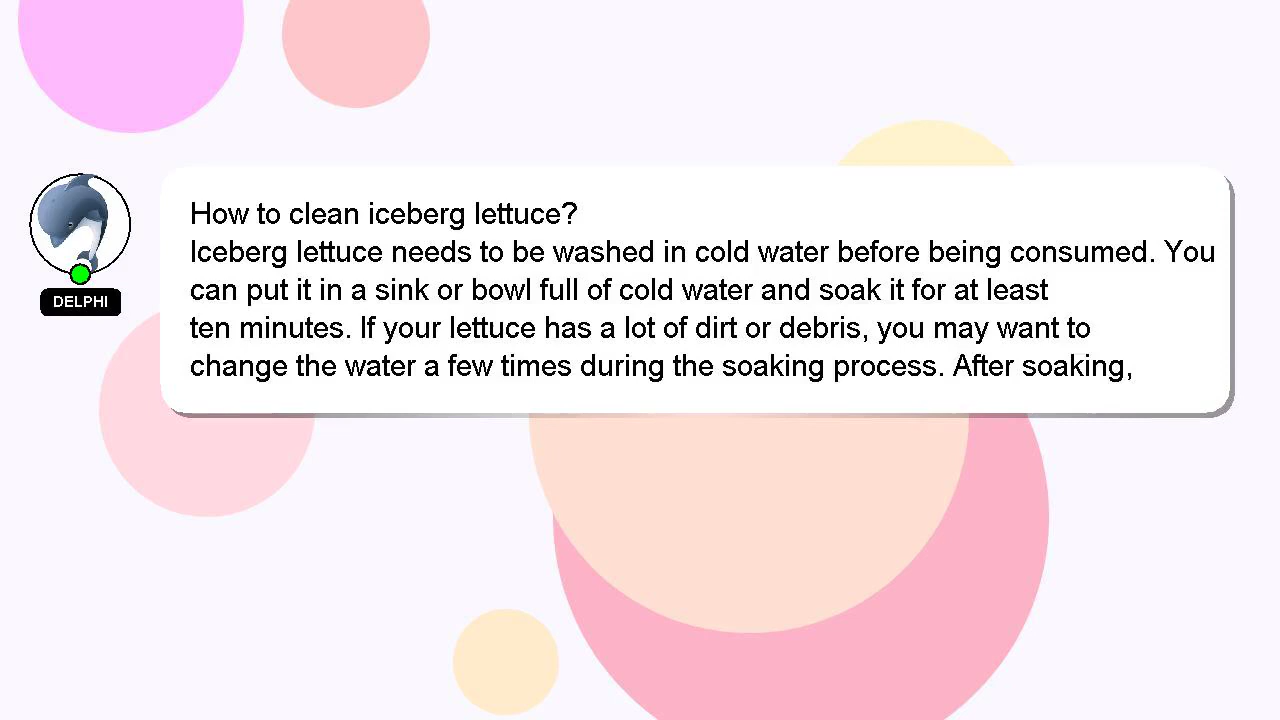 How to clean iceberg lettuce?
Iceberg lettuce needs to be washed in cold water before being consumed. You
can put it in a sink or bowl full of cold water and soak it for at least
ten minutes. If your lettuce has a lot of dirt or debris, you may want to
change the water a few times during the soaking process. After soaking,
DELPHI